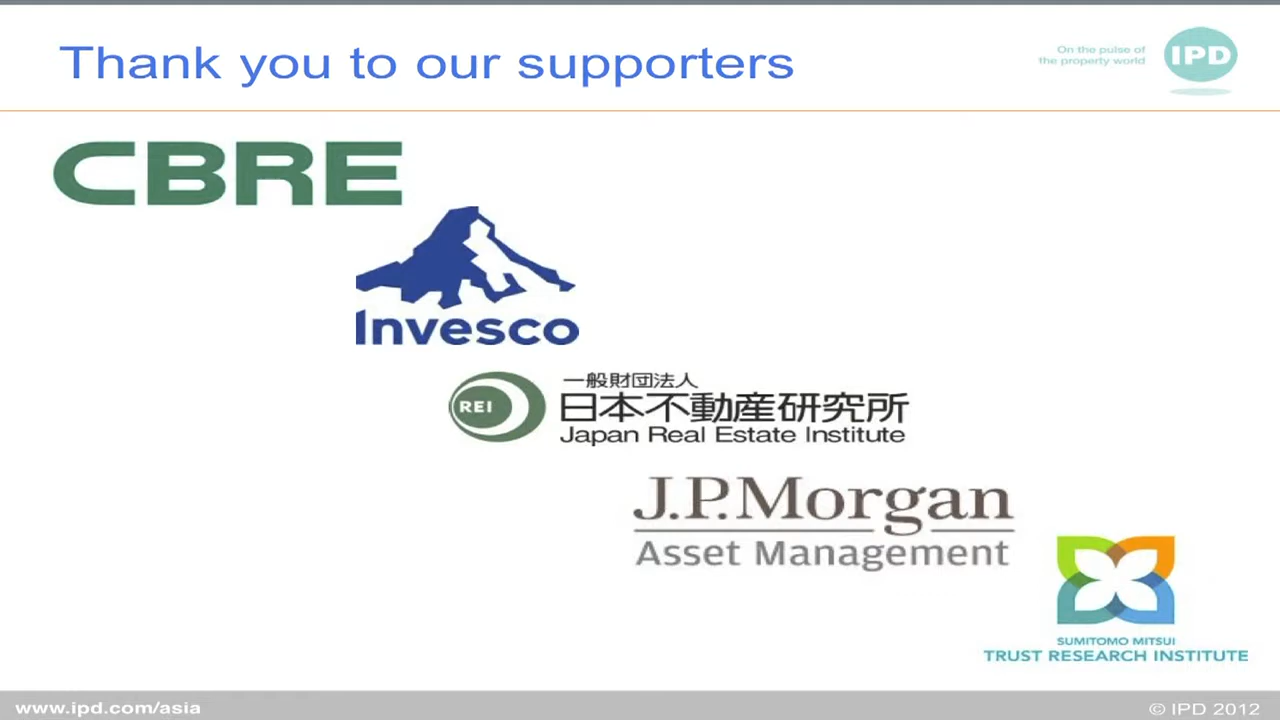 Thank you to our supporters
On the pulse of
the property world
IPD
CBRE
Invesco
REI
一般財団法人
日本不動産研究所
Japan Real Estate Institute
J.P.Morgan
Asset Management
SUMITOMO MITSUI
TRUST RESEARCH INSTITUTE
www.ipd.com/asia
© IPD 2012